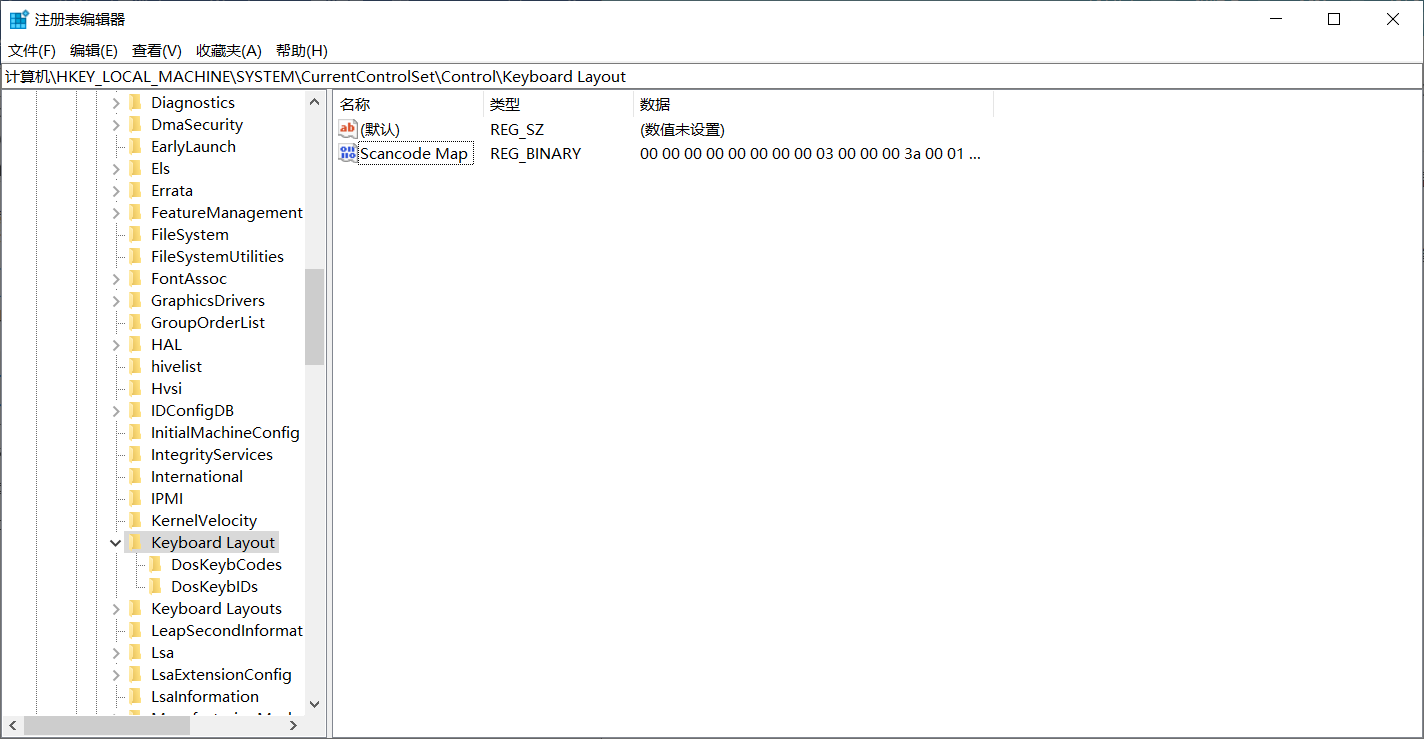 注册表编辑器
文件(F) 编辑(E) 查看(V) 收藏夹(A) 帮助(H)
计算机\HKEY_LOCAL_MACHINE\SYSTEM\CurrentControlSet\Control\Keyboard Layout
Diagnostics
DmaSecurity
EarlyLaunch
Els
Errata
FeatureManagement
FileSystem
FileSystemUtilities
FontAssoc
GraphicsDrivers
GroupOrderList
HAL
hivelist
Hvsi
IDConfigDB
InitialMachineConfig
IntegrityServices
International
IPMI
KernelVelocity
Keyboard Layout
DosKeybCodes
DosKeybIDs
Keyboard Layouts
LeapSecondInformat
Lsa
LsaExtensionConfig
LsaInformation
名称 类型 数据
(默认) REG_SZ (数值未设置)
Scancode Map REG_BINARY 00 00 00 00 00 00 00 00 03 00 00 00 3a 00 01 ...